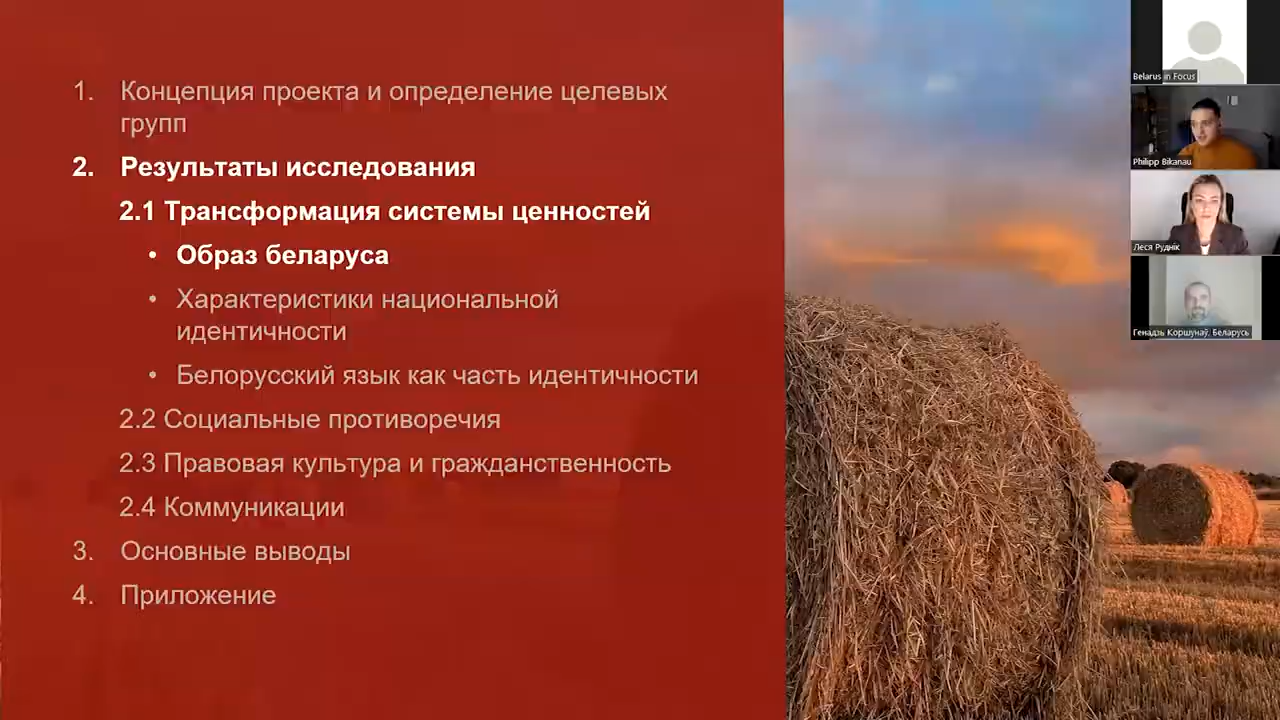 1. Концепция проекта и определение целевых
групп
2. Результаты исследования
2.1 Трансформация системы ценностей
• Образ беларуса
• Характеристики национальной
идентичности
• Белорусский язык как часть идентичности
2.2 Социальные противоречия
2.3 Правовая культура и гражданственность
2.4 Коммуникации
3. Основные выводы
4. Приложение
Belarus in Focus
Philipp Bikanau
Леся Руднік
Генадзь Коршунаў, Беларусь